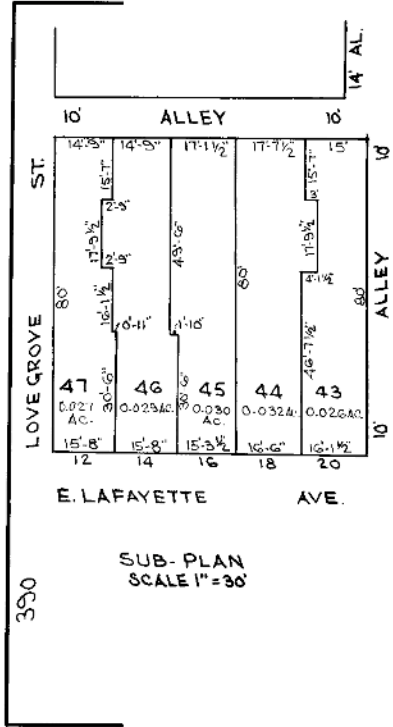 14' AL.
10' ALLEY 10'
14'-9" 14'-9" 17'-1½" 17'-7½" 15'
10'
ST.
15'-7" 15'-7"
2'-9" 3'
17'-9½" 17'-9½"
49'-6"
2'-9" 4'-1½"
80' 80' 80'
ALLEY
16'-1½"
46'-7½"
0'-11" 1'-10"
LOVEGROVE
30'-6" 30'-6"
47 46 45 44 43
0.027 AC. 0.029AC. 0.030 AC. 0.032AC. 0.026AC.
15'-8" 15'-8" 15'-3½" 16'-6" 16'-1½"
10'
12 14 16 18 20
E. LAFAYETTE AVE.
SUB-PLAN
SCALE 1"=30'
390